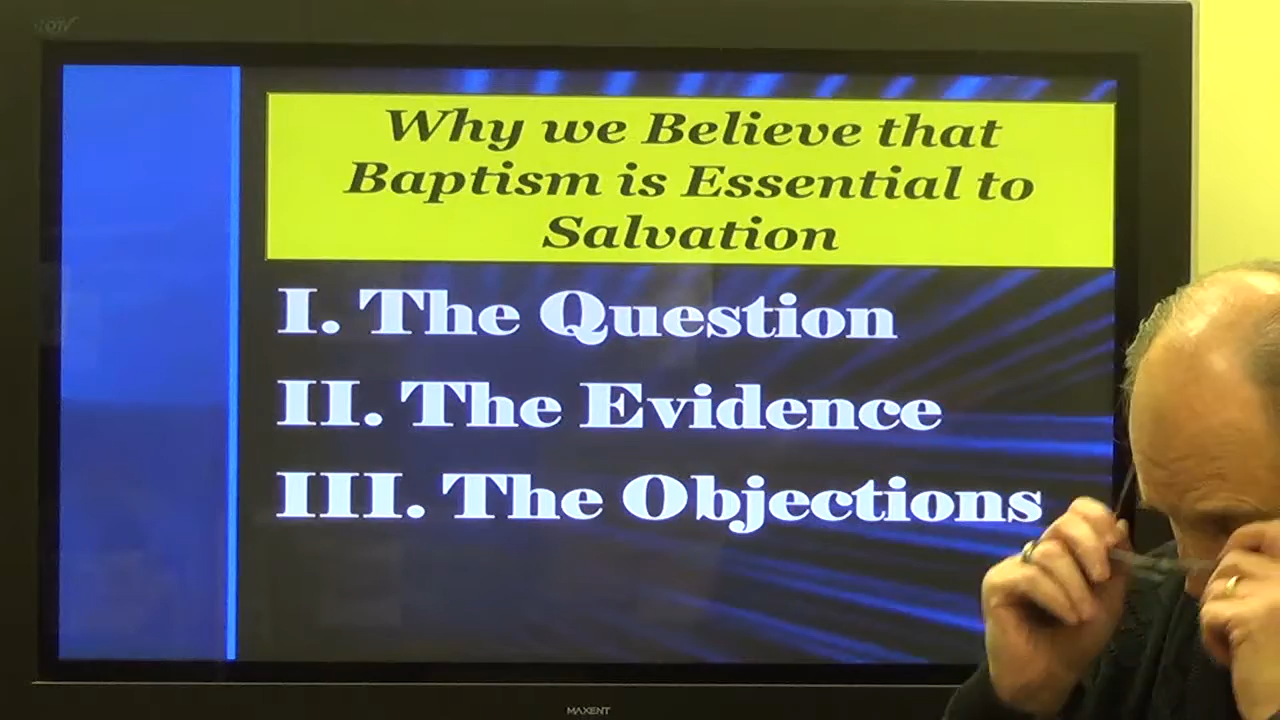 Why we Believe that
Baptism is Essential to
Salvation
I. The Question
II. The Evidence
III. The Objections
MAXENT